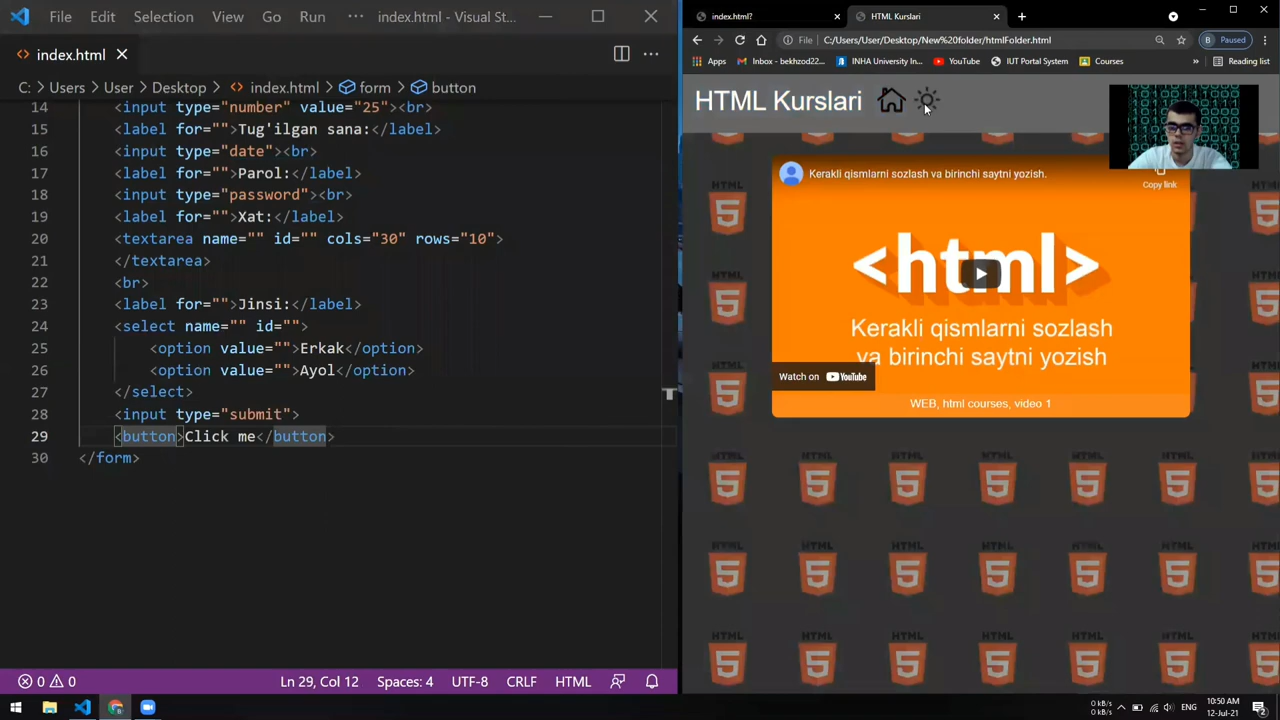 File Edit Selection View Go Run ··· index.html - Visual St...
index.html
C: > Users > User > Desktop > index.html > form > button
14 <input type="number" value="25"><br>
15 <label for="">Tug'ilgan sana:</label>
16 <input type="date"><br>
17 <label for="">Parol:</label>
18 <input type="password"><br>
19 <label for="">Xat:</label>
20 <textarea name="" id="" cols="30" rows="10">
21 </textarea>
22 <br>
23 <label for="">Jinsi:</label>
24 <select name="" id="">
25 <option value="">Erkak</option>
26 <option value="">Ayol</option>
27 </select>
28 <input type="submit">
29 <button>Click me</button>
30 </form>
0 0 Ln 29, Col 12 Spaces: 4 UTF-8 CRLF HTML
index.html? HTML Kurslari
File C:/Users/User/Desktop/New%20folder/htmlFolder.html B Paused
Apps Inbox - bekhzod22... INHA University In... YouTube IUT Portal System Courses » Reading list
HTML Kurslari
Kerakli qismlarni sozlash va birinchi saytni yozish.
Copy link
<html>
Kerakli qismlarni sozlash
va birinchi saytni yozish
Watch on YouTube
WEB, html courses, video 1
HTML 5
0 kB/s
0 kB/s
ENG
10:50 AM
12-Jul-21
2